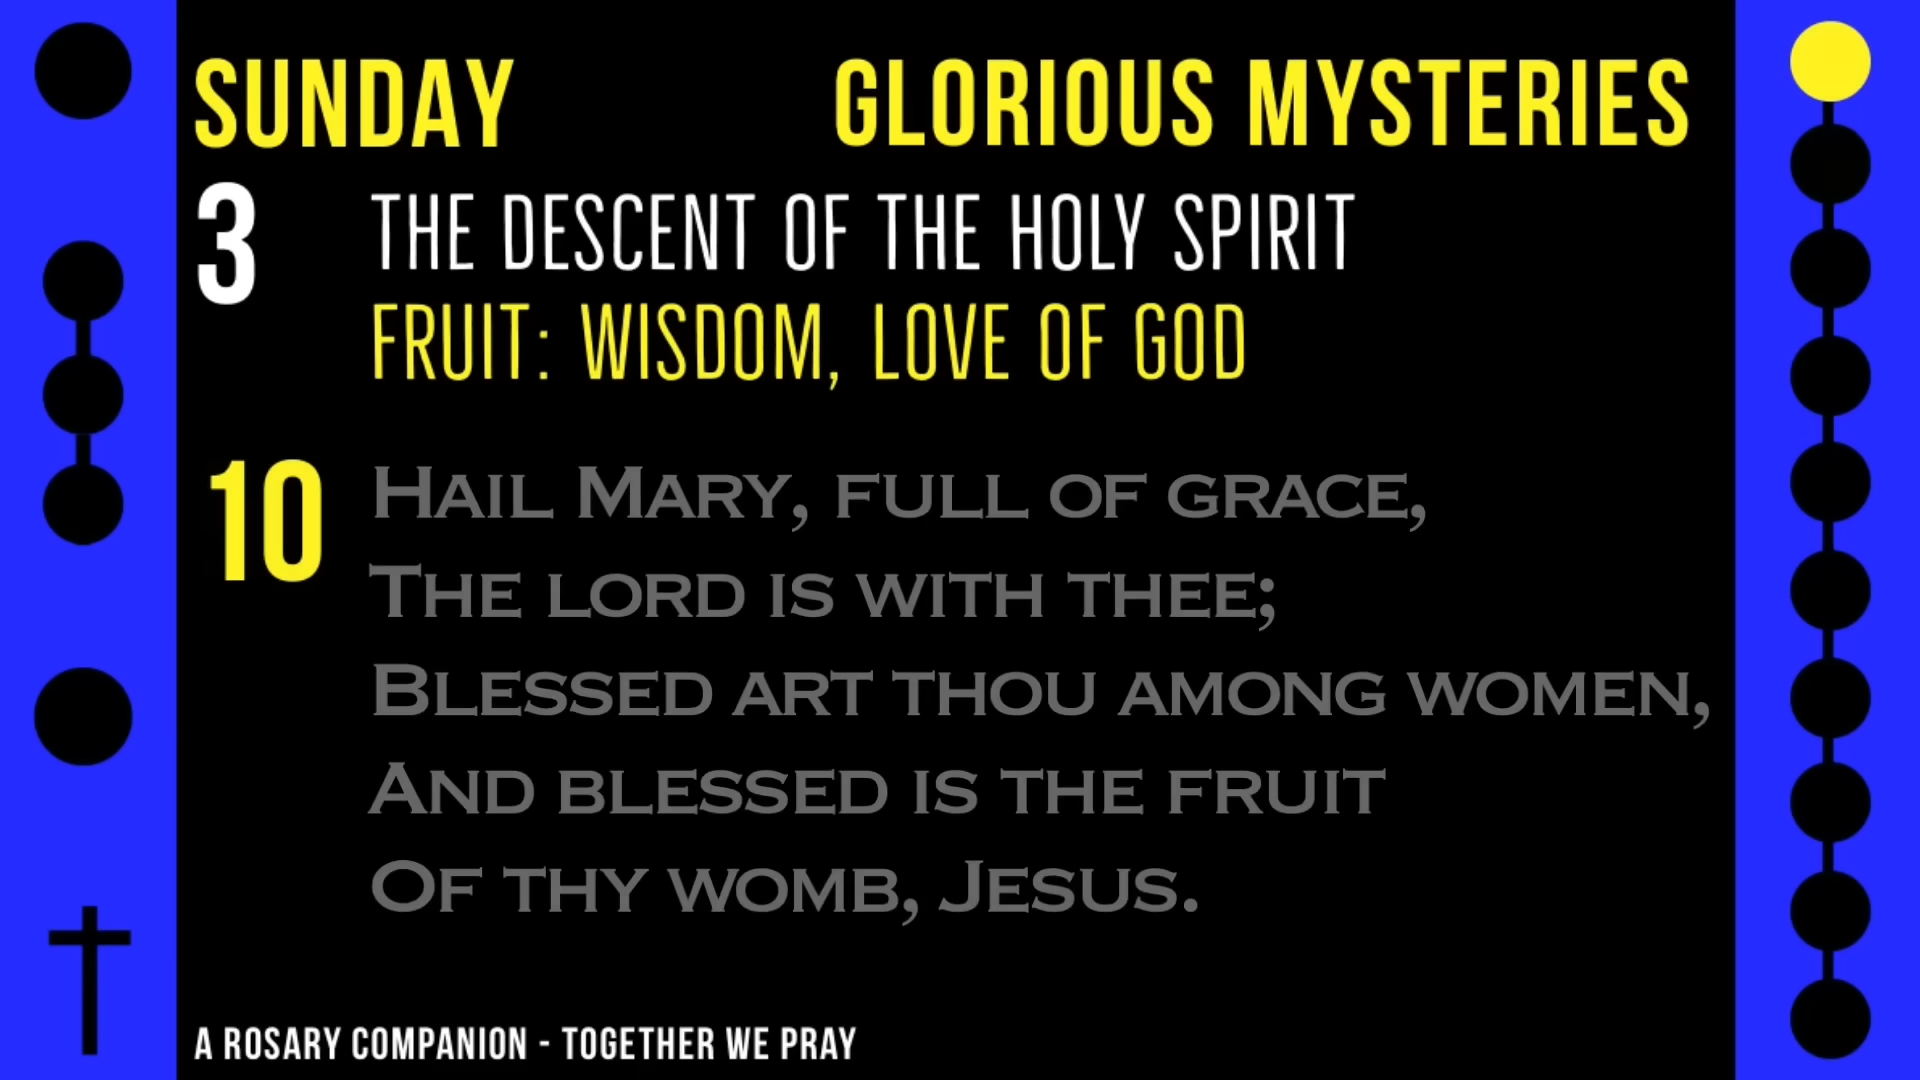 SUNDAY GLORIOUS MYSTERIES
3 THE DESCENT OF THE HOLY SPIRIT
FRUIT: WISDOM, LOVE OF GOD
10 HAIL MARY, FULL OF GRACE,
THE LORD IS WITH THEE;
BLESSED ART THOU AMONG WOMEN,
AND BLESSED IS THE FRUIT
OF THY WOMB, JESUS.
A ROSARY COMPANION - TOGETHER WE PRAY